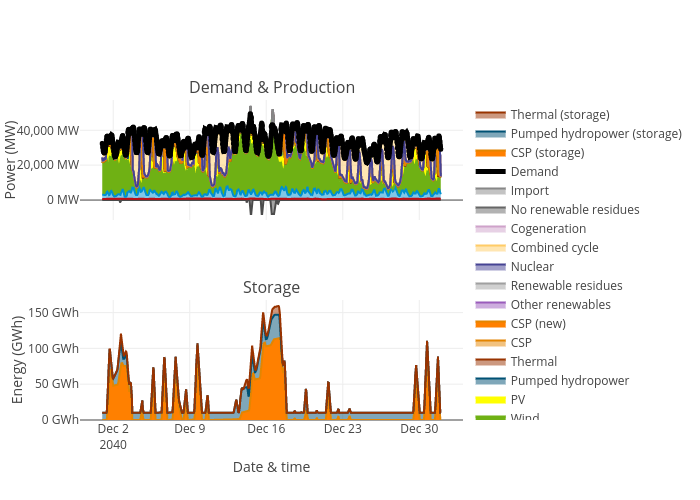 Demand & Production
Power (MW)
40,000 MW
20,000 MW
0 MW
Storage
Energy (GWh)
150 GWh
100 GWh
50 GWh
0 GWh
Dec 2
2040
Dec 9
Dec 16
Dec 23
Dec 30
Date & time
Thermal (storage)
Pumped hydropower (storage)
CSP (storage)
Demand
Import
No renewable residues
Cogeneration
Combined cycle
Nuclear
Renewable residues
Other renewables
CSP (new)
CSP
Thermal
Pumped hydropower
PV
Wind